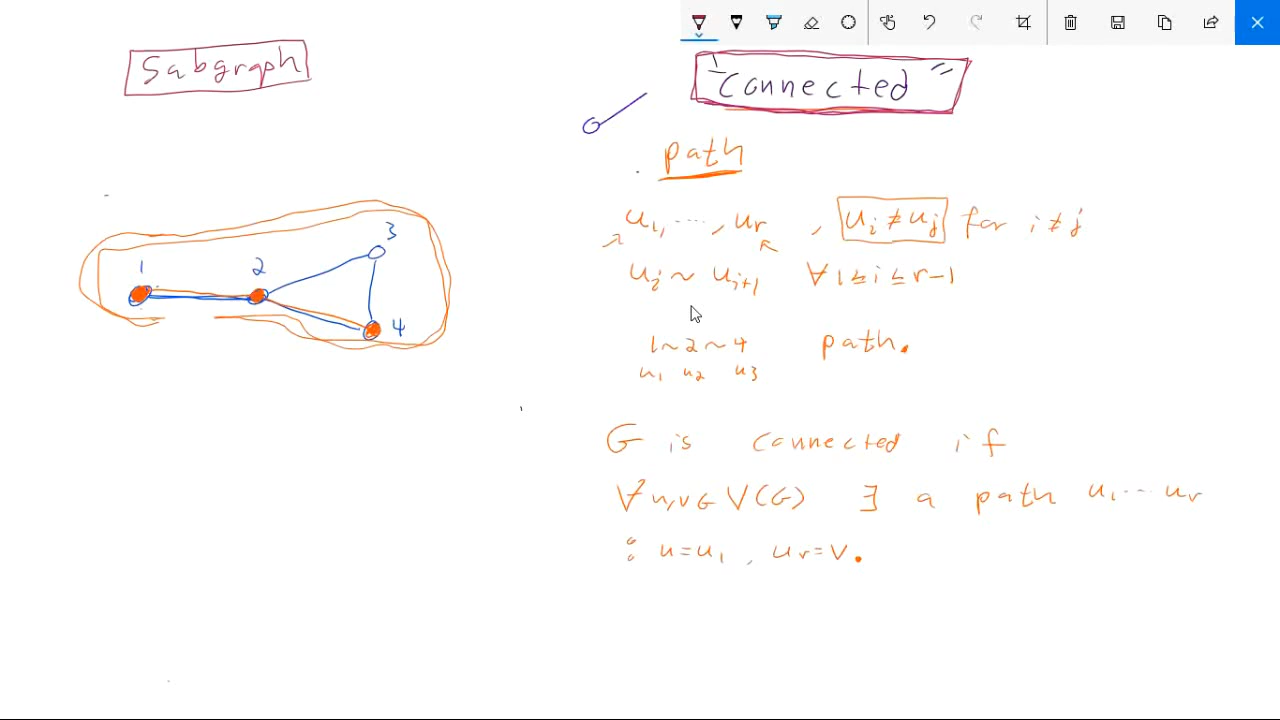 Subgraph
"Connected"
path
u₁, ..., uᵣ , uᵢ ≠ uⱼ for i ≠ j
uᵢ ~ uᵢ₊₁ ∀ 1 ≤ i ≤ r-1
1 ~ 2 ~ 4 path.
u₁ u₂ u₃
G is connected if
∀ u,v ∈ V(G) ∃ a path u₁ ... uᵣ
: u = u₁ , uᵣ = v.
1
2
3
4